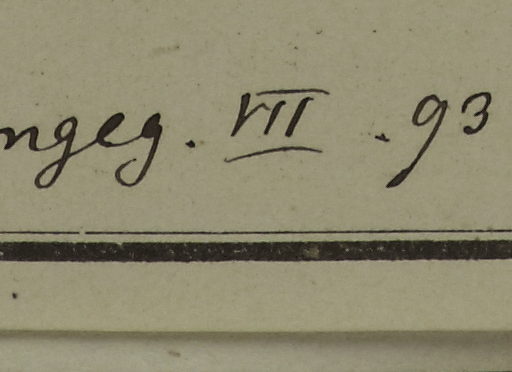 ngeg. VII . 93